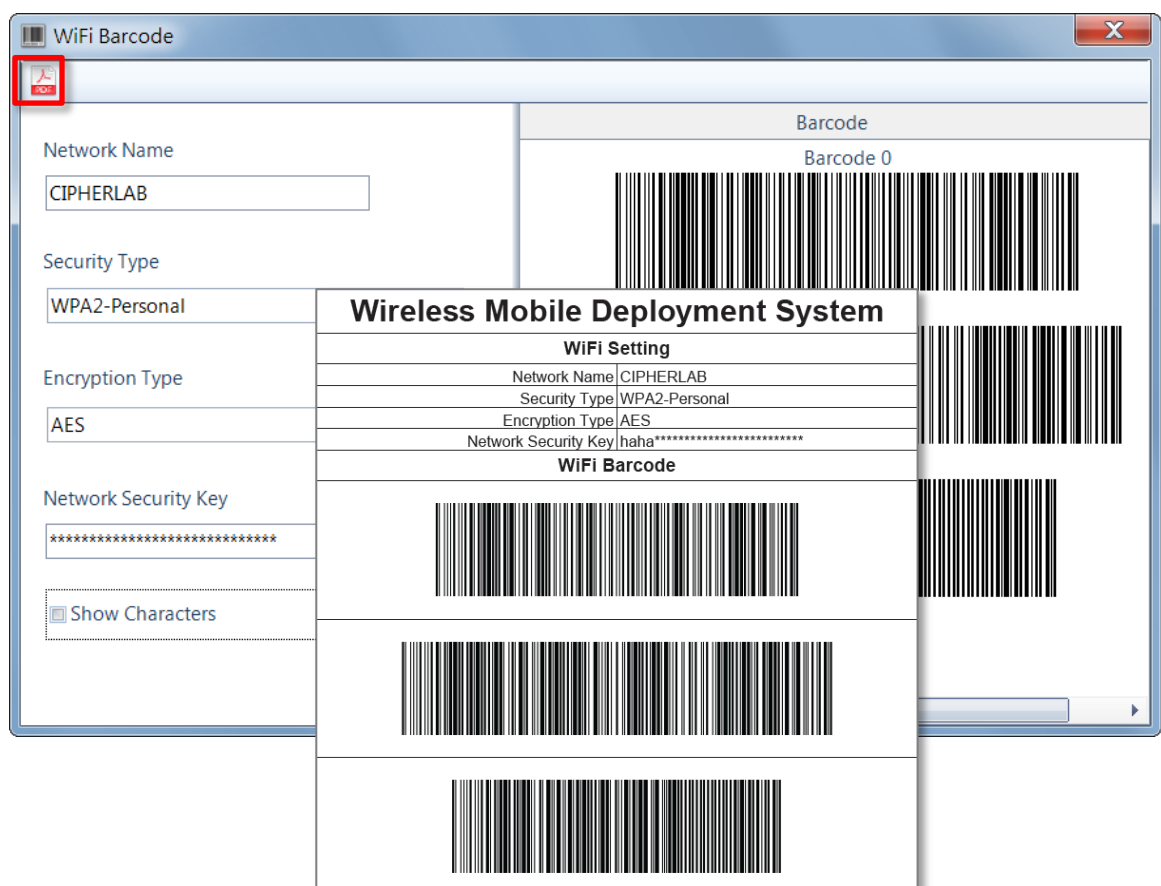 WiFi Barcode
PDF
Network Name
CIPHERLAB
Security Type
WPA2-Personal
Encryption Type
AES
Network Security Key
*****************************
Show Characters
Barcode
Barcode 0
Wireless Mobile Deployment System
WiFi Setting
Network Name CIPHERLAB
Security Type WPA2-Personal
Encryption Type AES
Network Security Key haha*************************
WiFi Barcode